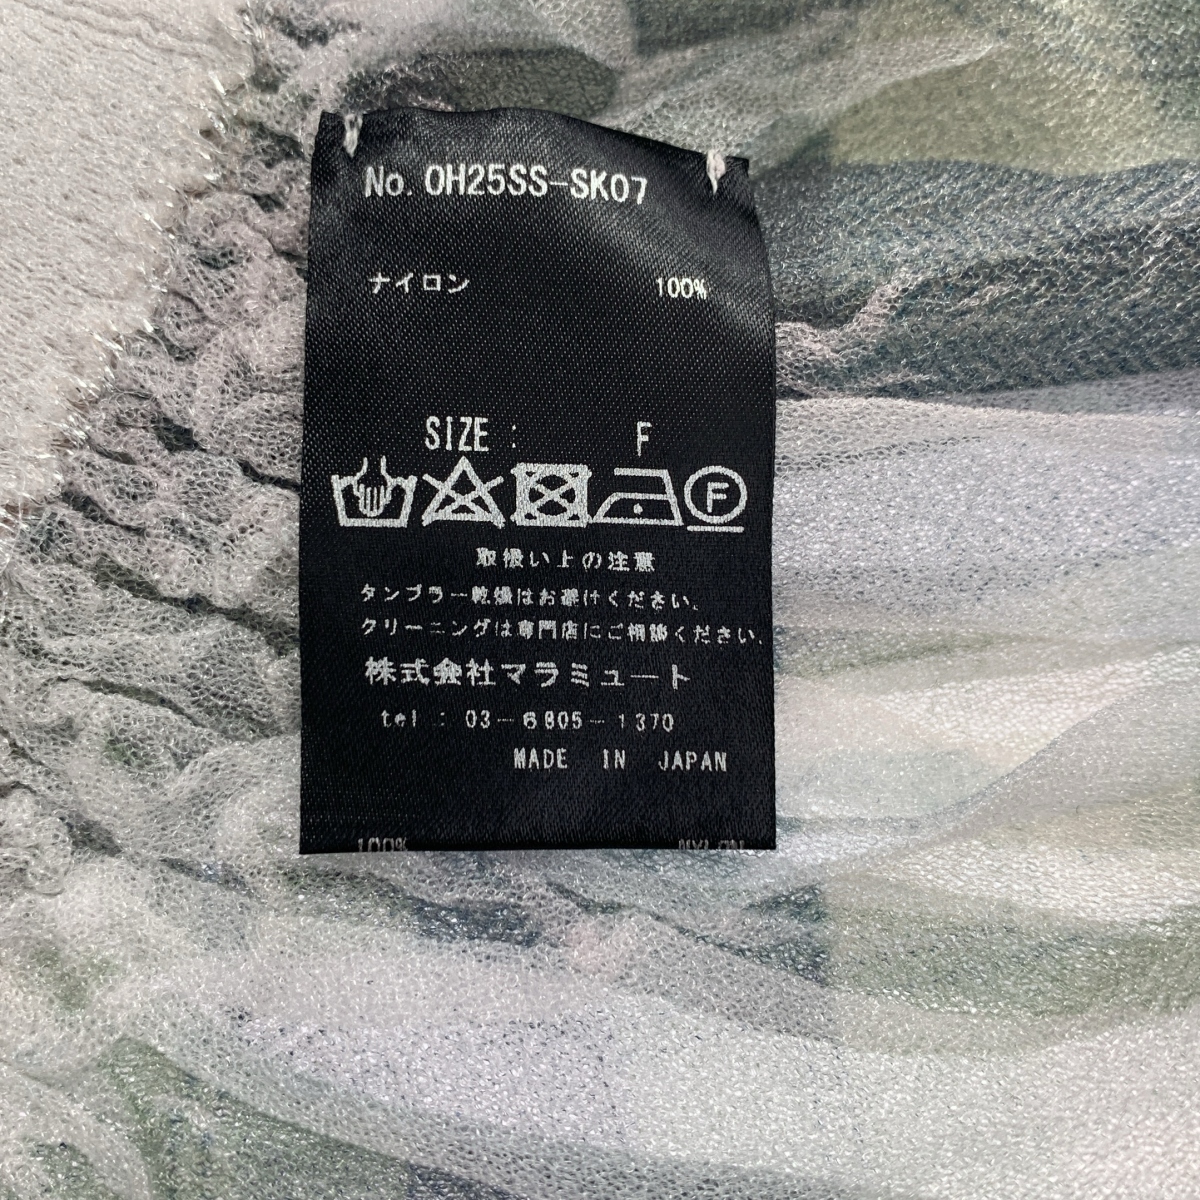 No. OH25SS-SK07
ナイロン 100%
SIZE : F
F
取扱い上の注意
タンブラー乾燥はお避けください。
クリーニングは専門店にご相談ください。
株式会社マラミュート
tel : 03-6805-1370
MADE IN JAPAN
100% NYLON